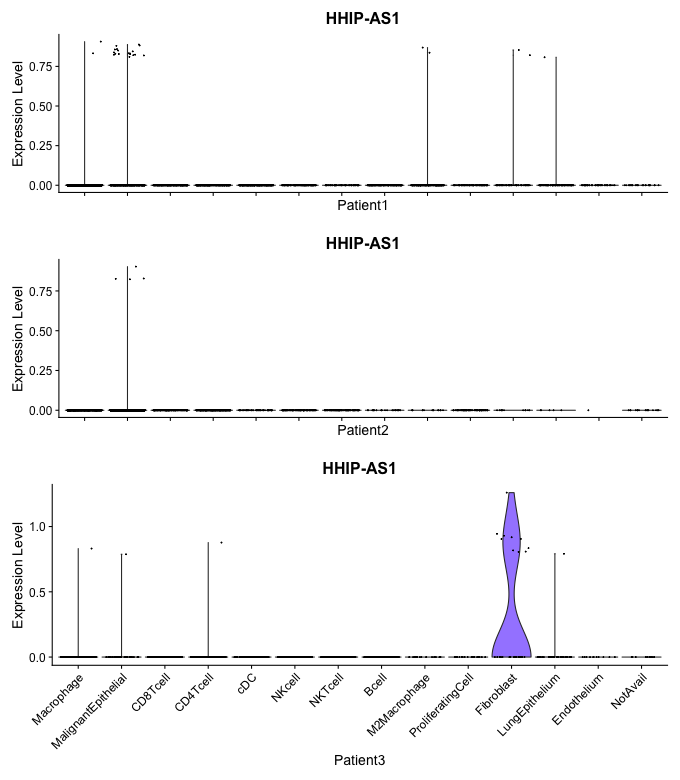 HHIP-AS1
Expression Level
0.75
0.50
0.25
0.00
Patient1
HHIP-AS1
Expression Level
0.75
0.50
0.25
0.00
Patient2
HHIP-AS1
Expression Level
1.0
0.5
0.0
Macrophage
MalignantEpithelial
CD8Tcell
CD4Tcell
cDC
NKcell
NKTcell
Bcell
M2Macrophage
ProliferatingCell
Fibroblast
LungEpithelium
Endothelium
NotAvail
Patient3